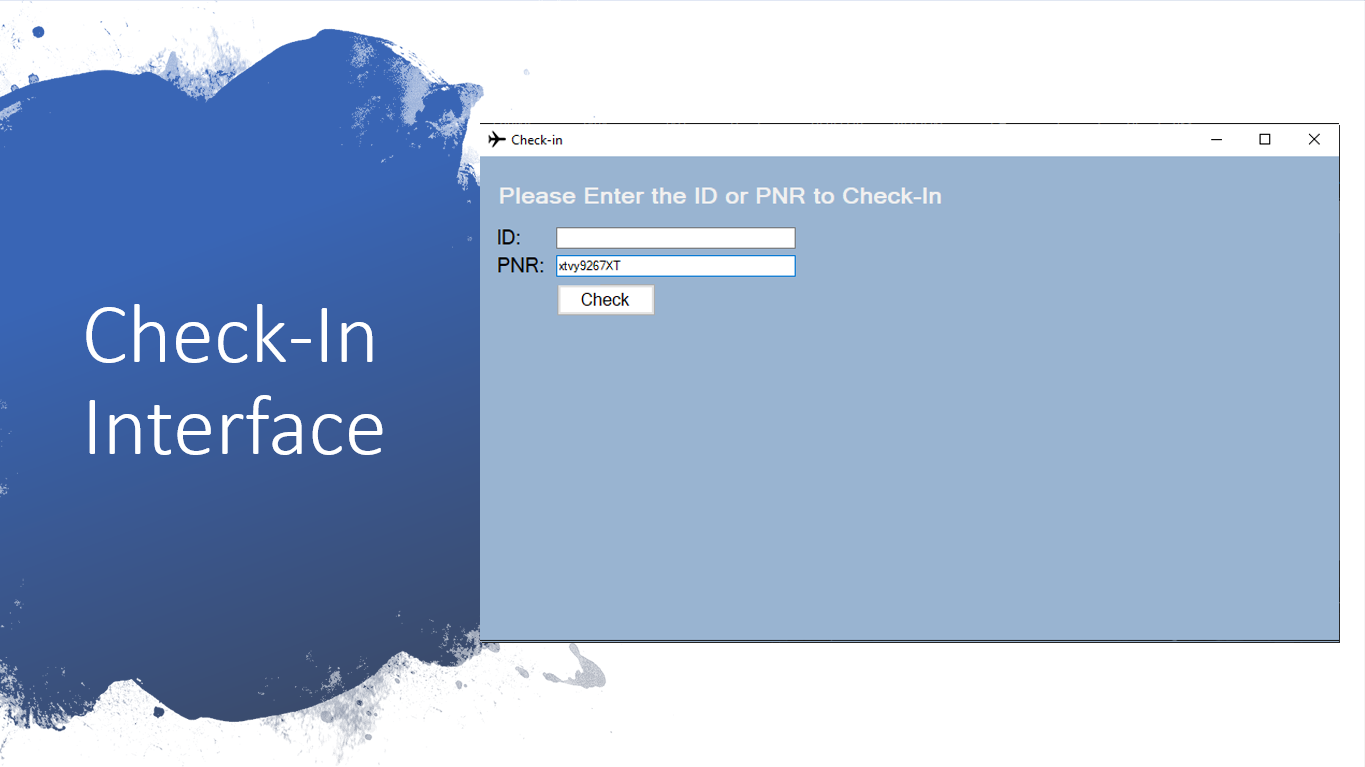 Check-In
Interface
Check-in
Please Enter the ID or PNR to Check-In
ID:
PNR: xtvy9267XT
Check